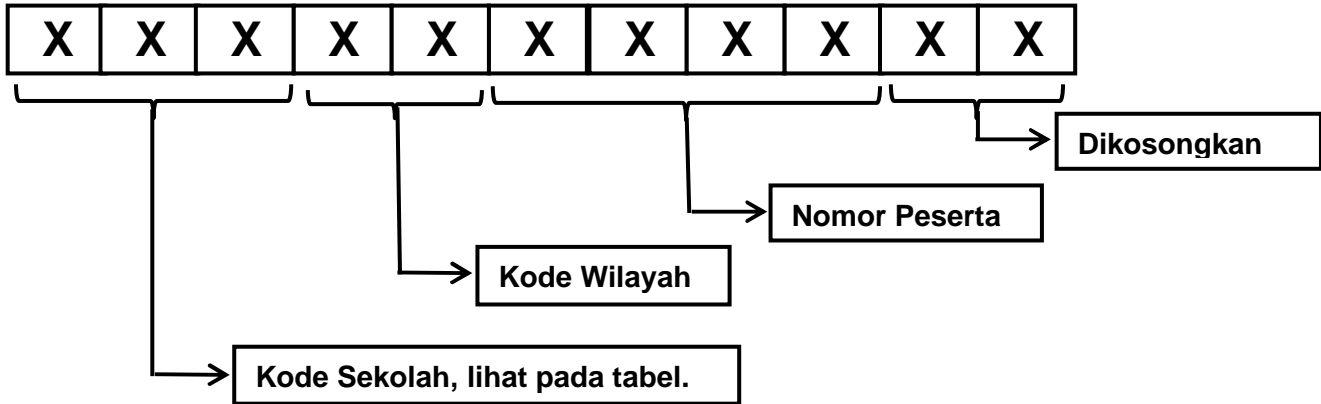 X X X X X X X X X X X
Dikosongkan
Nomor Peserta
Kode Wilayah
Kode Sekolah, lihat pada tabel.